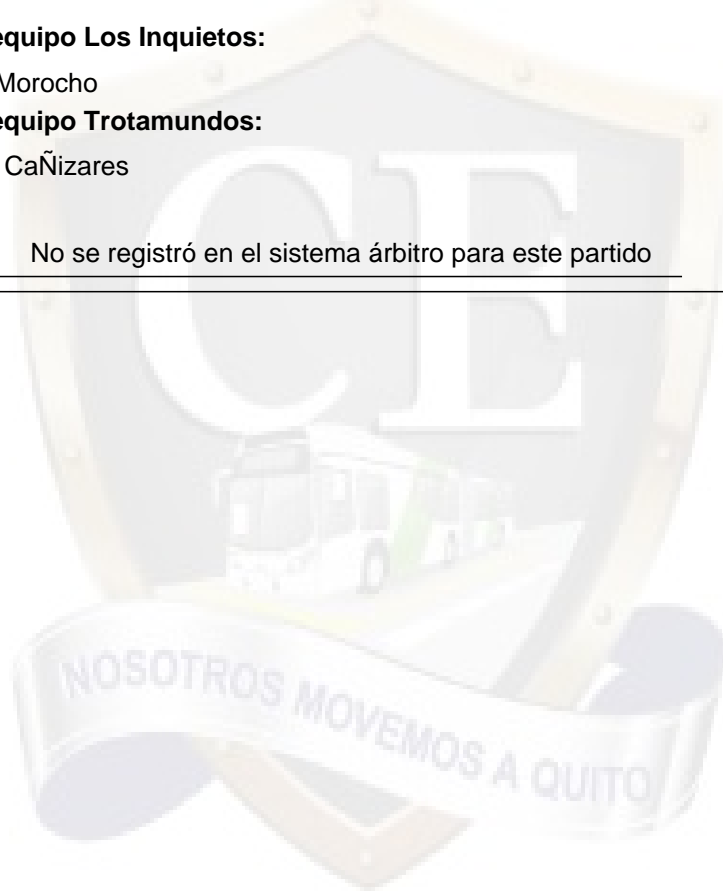 equipo Los Inquietos:
Morocho
equipo Trotamundos:
CaÑizares
No se registró en el sistema árbitro para este partido
CE
NOSOTROS MOVEMOS A QUITO